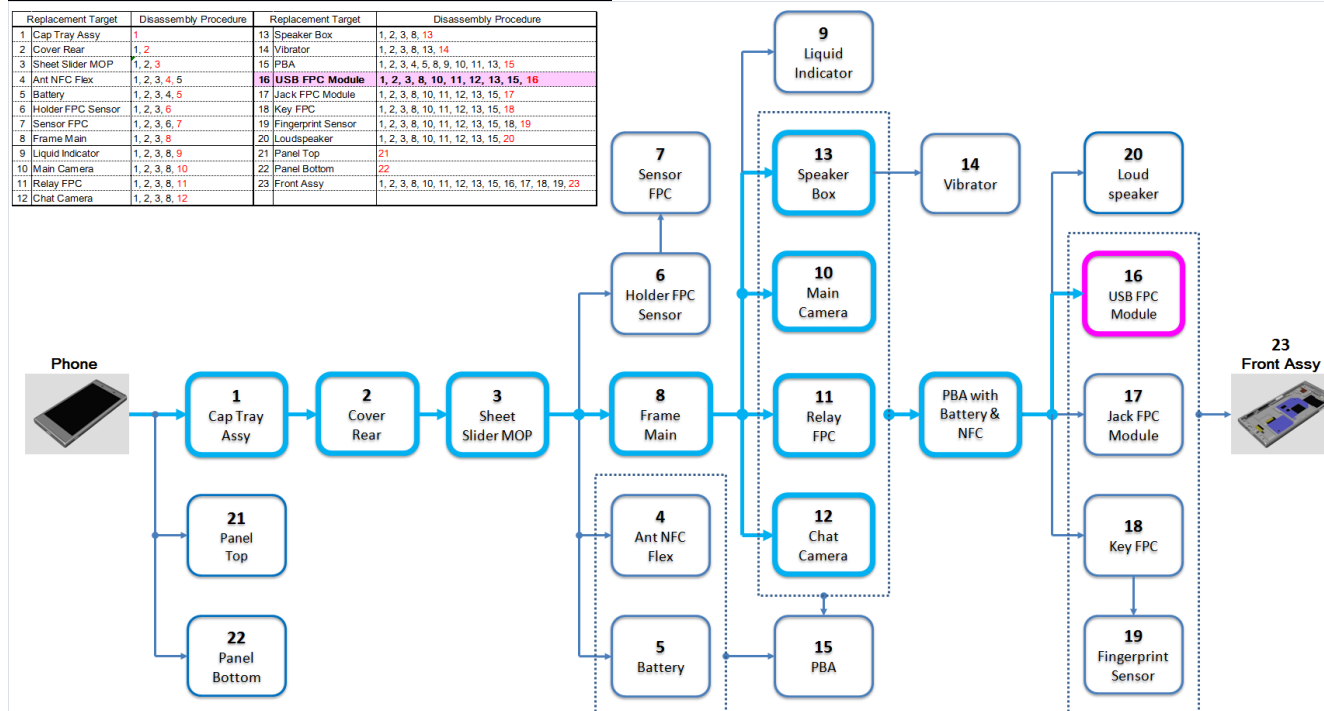 Replacement Target Disassembly Procedure Replacement Target Disassembly Procedure
1 Cap Tray Assy 1 13 Speaker Box 1, 2, 3, 8, 13
2 Cover Rear 1, 2 14 Vibrator 1, 2, 3, 8, 13, 14
3 Sheet Slider MOP 1, 2, 3 15 PBA 1, 2, 3, 4, 5, 8, 9, 10, 11, 13, 15
4 Ant NFC Flex 1, 2, 3, 4, 5 16 USB FPC Module 1, 2, 3, 8, 10, 11, 12, 13, 15, 16
5 Battery 1, 2, 3, 4, 5 17 Jack FPC Module 1, 2, 3, 8, 10, 11, 12, 13, 15, 17
6 Holder FPC Sensor 1, 2, 3, 6 18 Key FPC 1, 2, 3, 8, 10, 11, 12, 13, 15, 18
7 Sensor FPC 1, 2, 3, 6, 7 19 Fingerprint Sensor 1, 2, 3, 8, 10, 11, 12, 13, 15, 18, 19
8 Frame Main 1, 2, 3, 8 20 Loudspeaker 1, 2, 3, 8, 10, 11, 12, 13, 15, 20
9 Liquid Indicator 1, 2, 3, 8, 9 21 Panel Top 21
10 Main Camera 1, 2, 3, 8, 10 22 Panel Bottom 22
11 Relay FPC 1, 2, 3, 8, 11 23 Front Assy 1, 2, 3, 8, 10, 11, 12, 13, 15, 16, 17, 18, 19, 23
12 Chat Camera 1, 2, 3, 8, 12
9
Liquid
Indicator
7
Sensor
FPC
13
Speaker
Box
14
Vibrator
20
Loud
speaker
6
Holder FPC
Sensor
10
Main
Camera
16
USB FPC
Module
Phone
1
Cap Tray
Assy
2
Cover
Rear
3
Sheet
Slider MOP
8
Frame
Main
11
Relay
FPC
PBA with
Battery &
NFC
17
Jack FPC
Module
23
Front Assy
21
Panel
Top
4
Ant NFC
Flex
12
Chat
Camera
18
Key FPC
22
Panel
Bottom
5
Battery
15
PBA
19
Fingerprint
Sensor